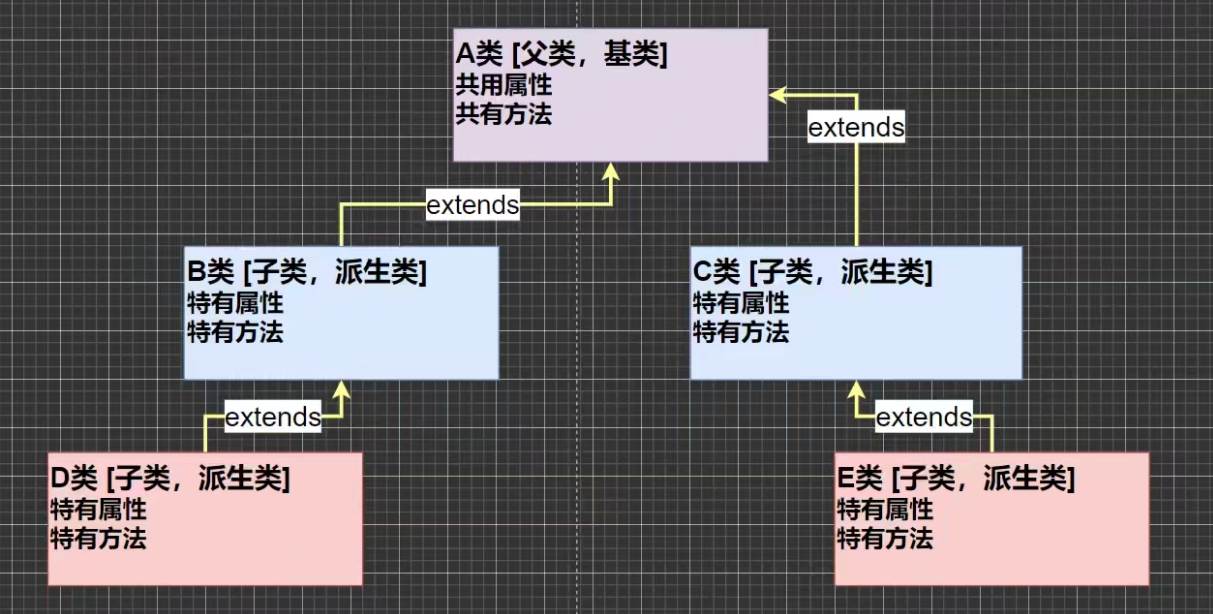 A类 [父类，基类]
共用属性
共有方法
extends
extends
B类 [子类，派生类]
特有属性
特有方法
C类 [子类，派生类]
特有属性
特有方法
extends
extends
D类 [子类，派生类]
特有属性
特有方法
E类 [子类，派生类]
特有属性
特有方法